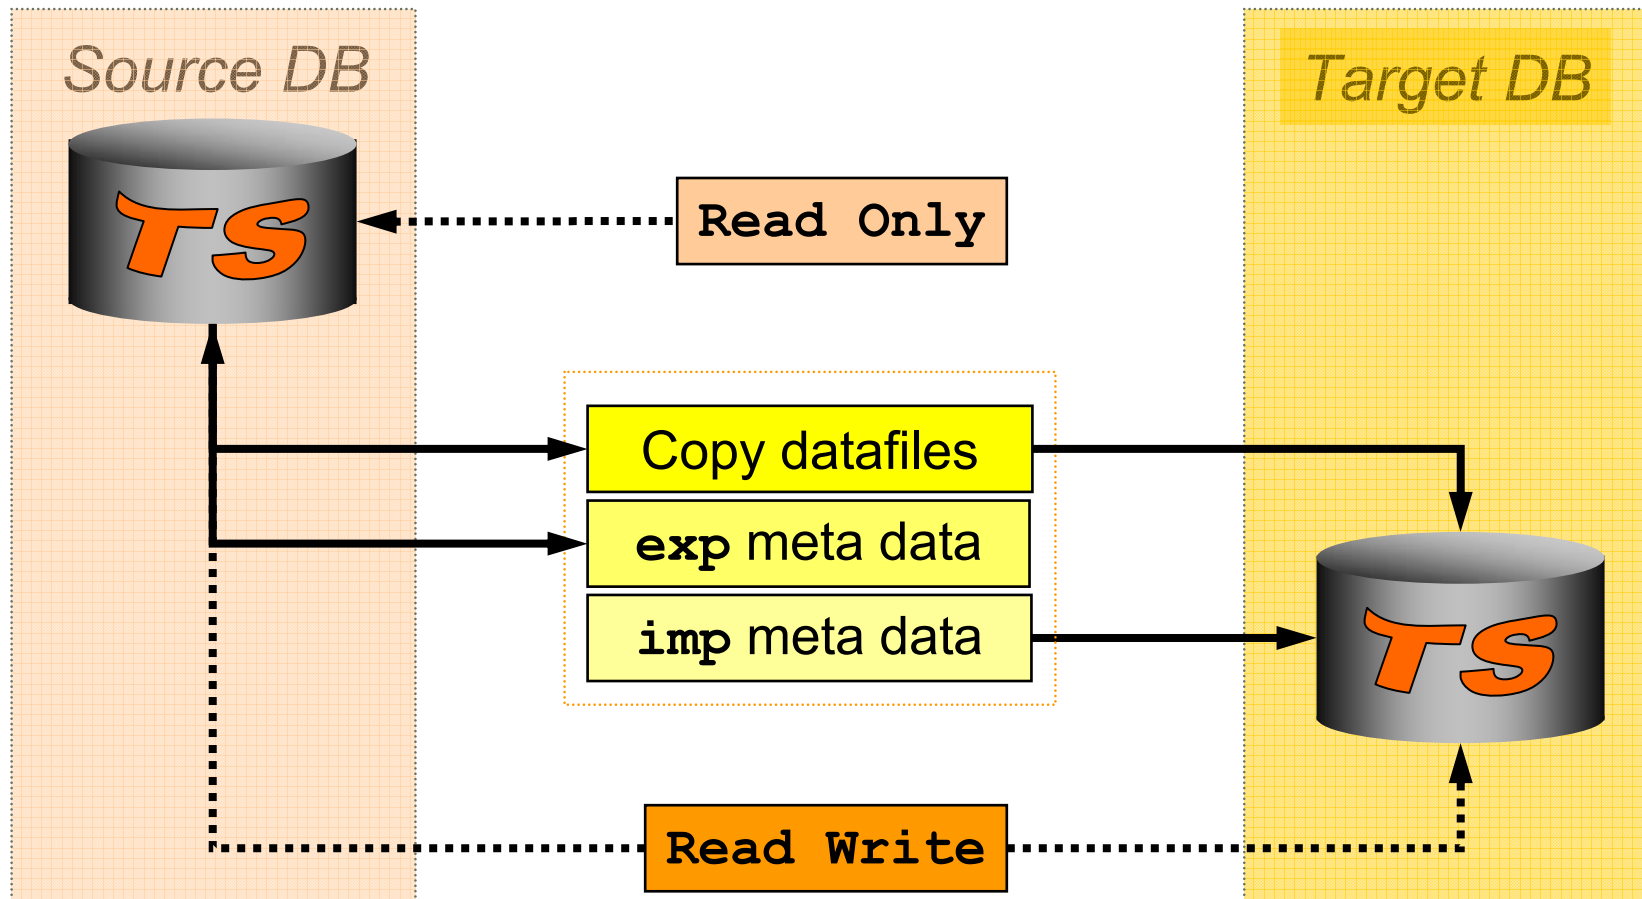 Source DB
Target DB
TS
Read Only
Copy datafiles
exp meta data
imp meta data
TS
Read Write